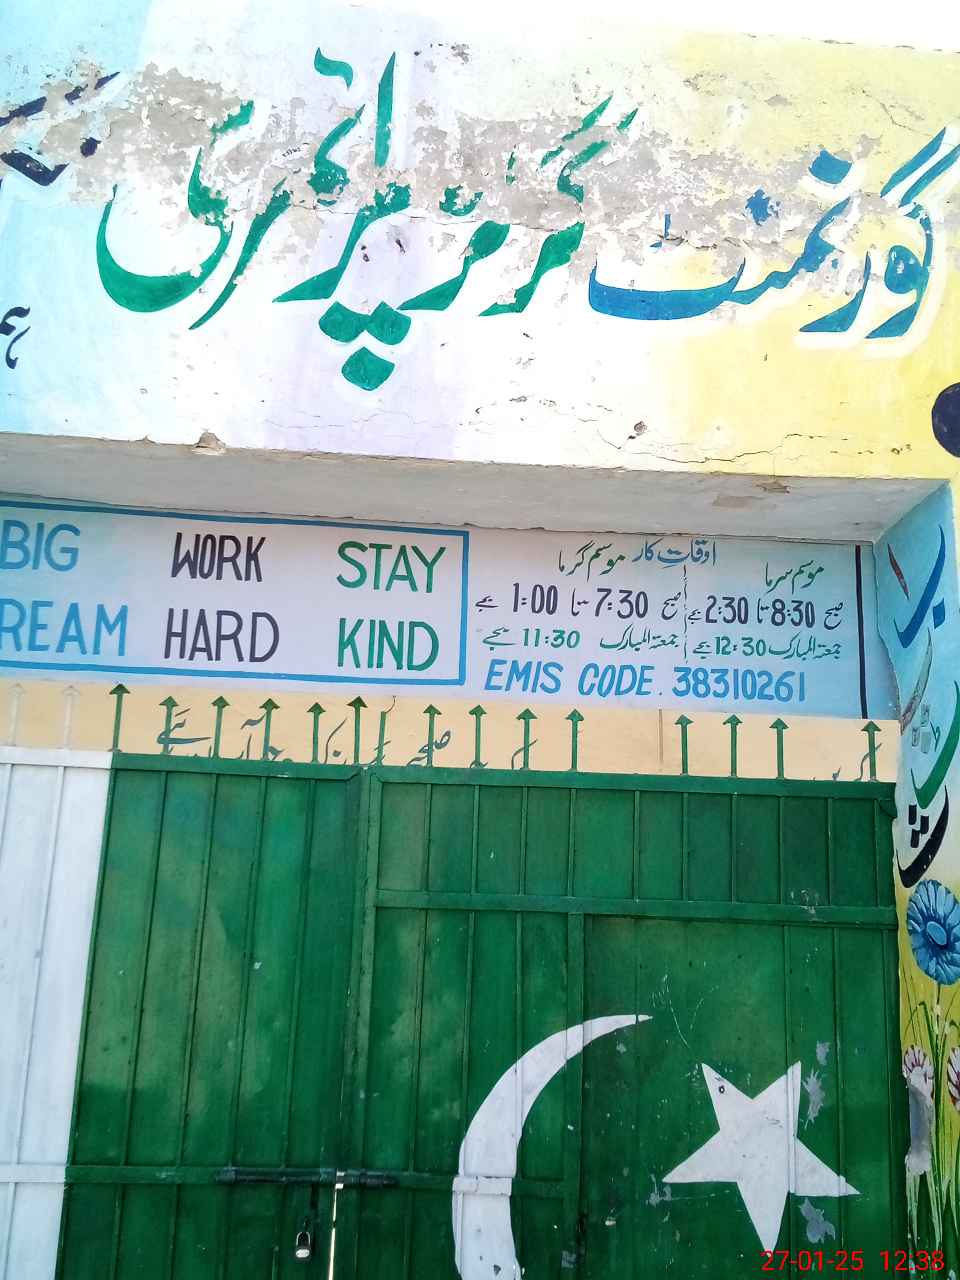 گورنمنٹ گرلز پرائمری
BIG WORK STAY
REAM HARD KIND
اوقات کار
موسم سرما موسم گرما
صبح 8:30 تا 2:30 بجے صبح 7:30 تا 1:00 بجے
جمعۃ المبارک 12:30 بجے جمعۃ المبارک 11:30 بجے
EMIS CODE. 38310261
27-01-25 12:38